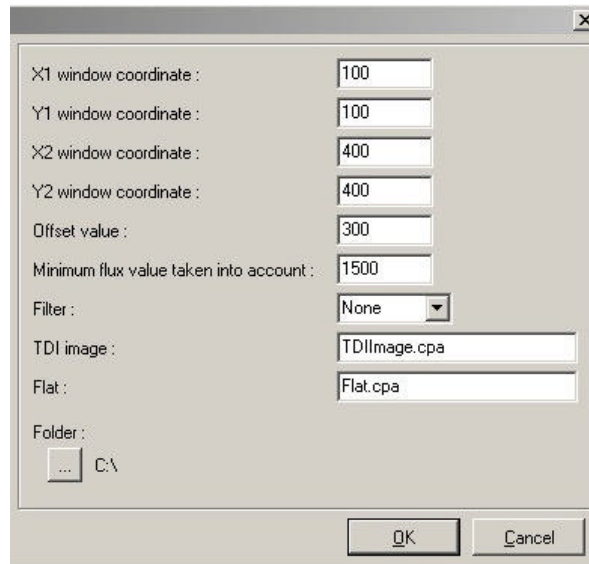 X1 window coordinate : 100
Y1 window coordinate : 100
X2 window coordinate : 400
Y2 window coordinate : 400
Offset value : 300
Minimum flux value taken into account : 1500
Filter : None
TDI image : TDIImage.cpa
Flat : Flat.cpa
Folder :
... C:\
OK Cancel